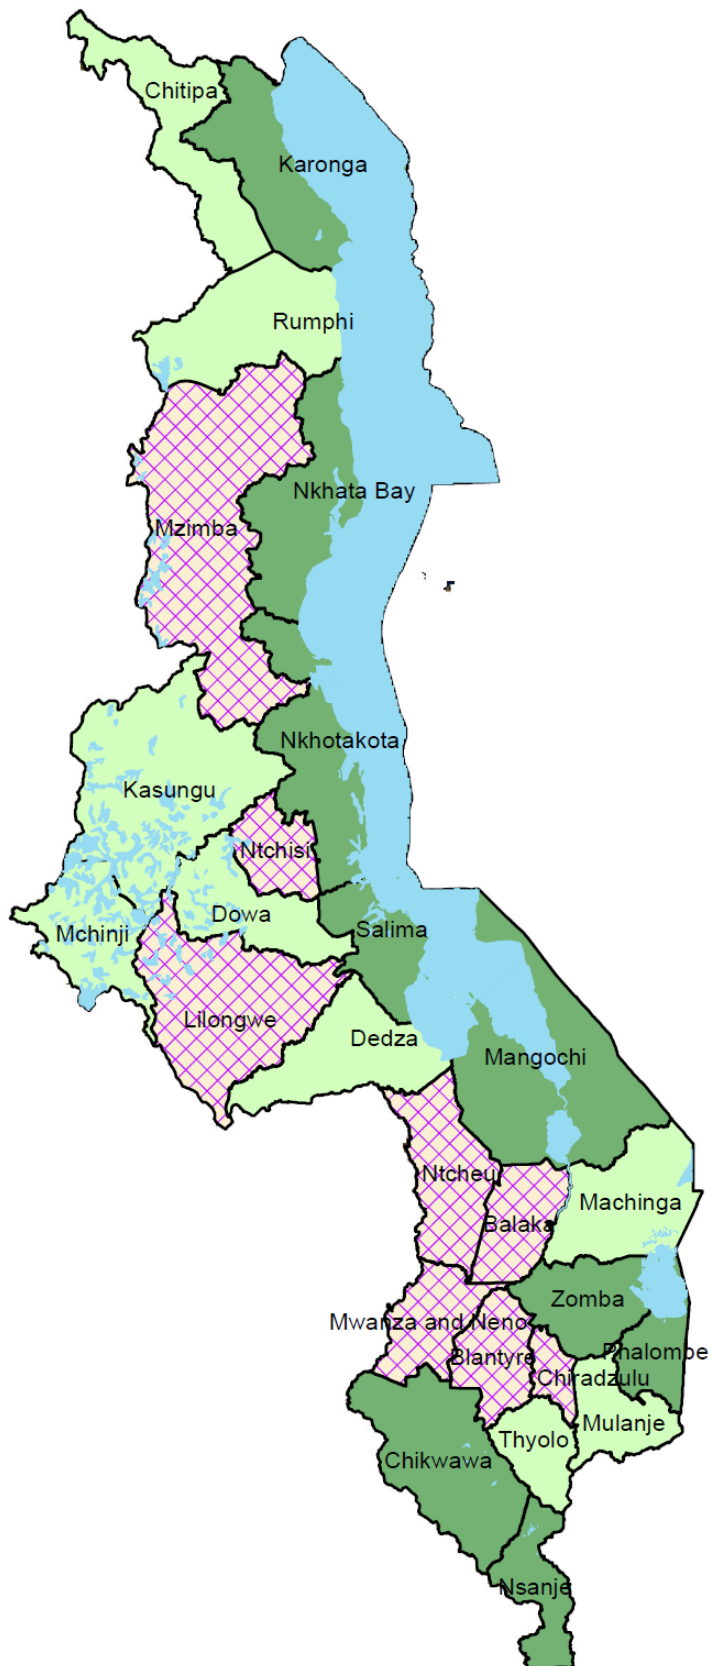 Chitipa
Karonga
Rumphi
Nkhata Bay
Mzimba
Nkhotakota
Kasungu
Ntchisi
Dowa
Salima
Mchinji
Lilongwe
Dedza
Mangochi
Ntcheu
Machinga
Balaka
Zomba
Mwanza and Neno
Phalombe
Blantyre
Chiradzulu
Mulanje
Thyolo
Chikwawa
Nsanje